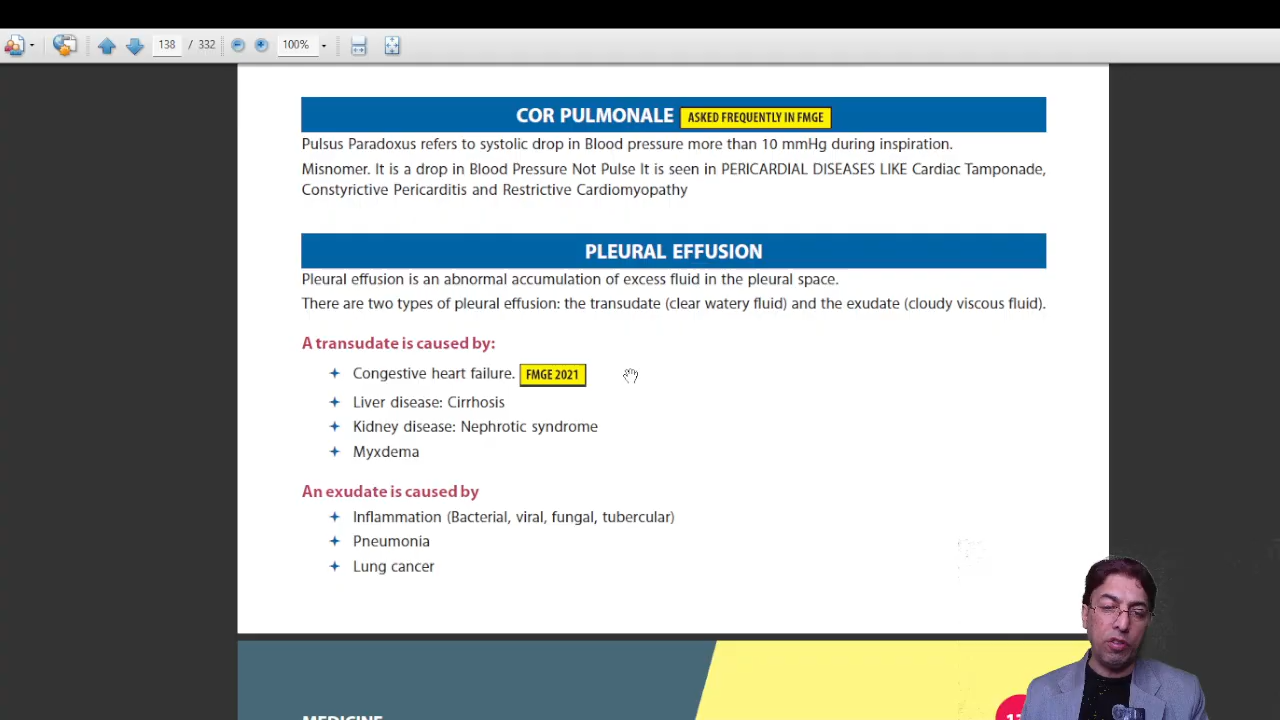 138 / 332 100%
COR PULMONALE ASKED FREQUENTLY IN FMGE
Pulsus Paradoxus refers to systolic drop in Blood pressure more than 10 mmHg during inspiration.
Misnomer. It is a drop in Blood Pressure Not Pulse It is seen in PERICARDIAL DISEASES LIKE Cardiac Tamponade,
Constyrictive Pericarditis and Restrictive Cardiomyopathy
PLEURAL EFFUSION
Pleural effusion is an abnormal accumulation of excess fluid in the pleural space.
There are two types of pleural effusion: the transudate (clear watery fluid) and the exudate (cloudy viscous fluid).
A transudate is caused by:
Congestive heart failure. FMGE 2021
Liver disease: Cirrhosis
Kidney disease: Nephrotic syndrome
Myxdema
An exudate is caused by
Inflammation (Bacterial, viral, fungal, tubercular)
Pneumonia
Lung cancer
MEDICINE